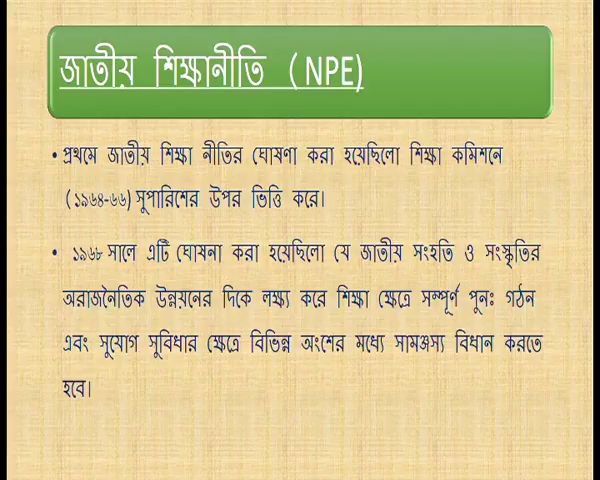 জাতীয় শিক্ষানীতি (NPE)
• প্রথমে জাতীয় শিক্ষা নীতির ঘোষণা করা হয়েছিলো শিক্ষা কমিশনে
(১৯৬৪-৬৬) সুপারিশের উপর ভিত্তি করে।
• ১৯৬৮ সালে এটি ঘোষনা করা হয়েছিলো যে জাতীয় সংহতি ও সংস্কৃতির
অরাজনৈতিক উন্নয়নের দিকে লক্ষ্য করে শিক্ষা ক্ষেত্রে সম্পূর্ণ পুনঃ গঠন
এবং সুযোগ সুবিধার ক্ষেত্রে বিভিন্ন অংশের মধ্যে সামঞ্জস্য বিধান করতে
হবে।